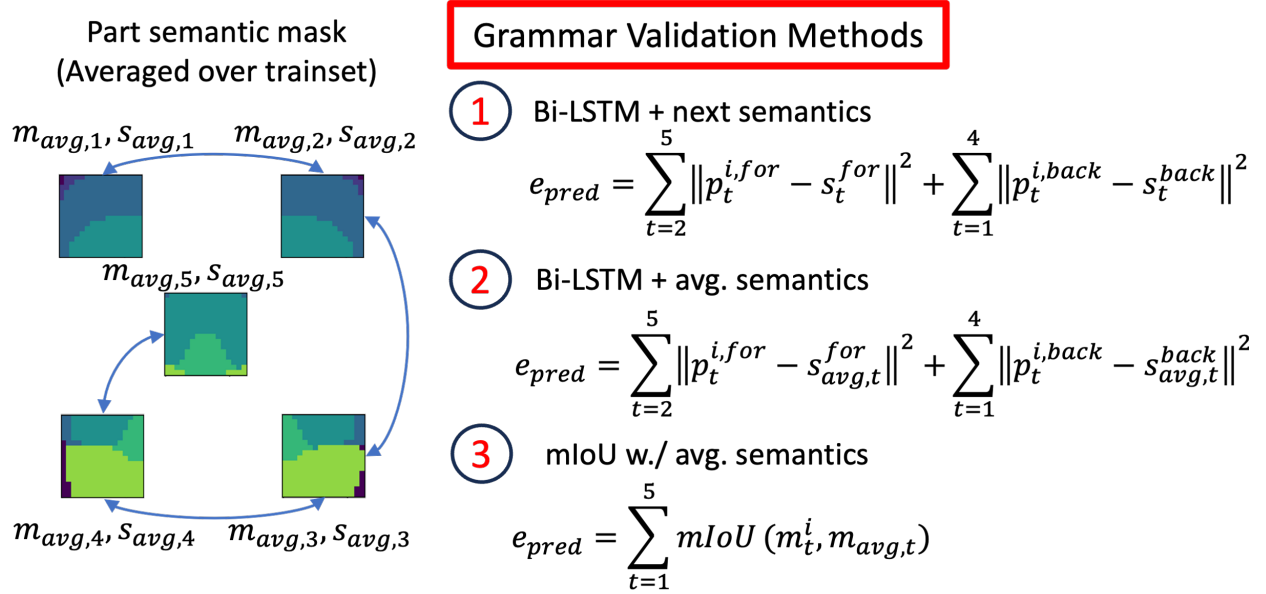 Part semantic mask
(Averaged over trainset)
m_{avg,1}, s_{avg,1}
m_{avg,2}, s_{avg,2}
m_{avg,5}, s_{avg,5}
m_{avg,4}, s_{avg,4}
m_{avg,3}, s_{avg,3}
Grammar Validation Methods
1 Bi-LSTM + next semantics
e_{pred} = \sum_{t=2}^{5} \| p_t^{i,for} - s_t^{for} \|^2 + \sum_{t=1}^{4} \| p_t^{i,back} - s_t^{back} \|^2
2 Bi-LSTM + avg. semantics
e_{pred} = \sum_{t=2}^{5} \| p_t^{i,for} - s_{avg,t}^{for} \|^2 + \sum_{t=1}^{4} \| p_t^{i,back} - s_{avg,t}^{back} \|^2
3 mIoU w./ avg. semantics
e_{pred} = \sum_{t=1}^{5} mIoU (m_t^i, m_{avg,t})